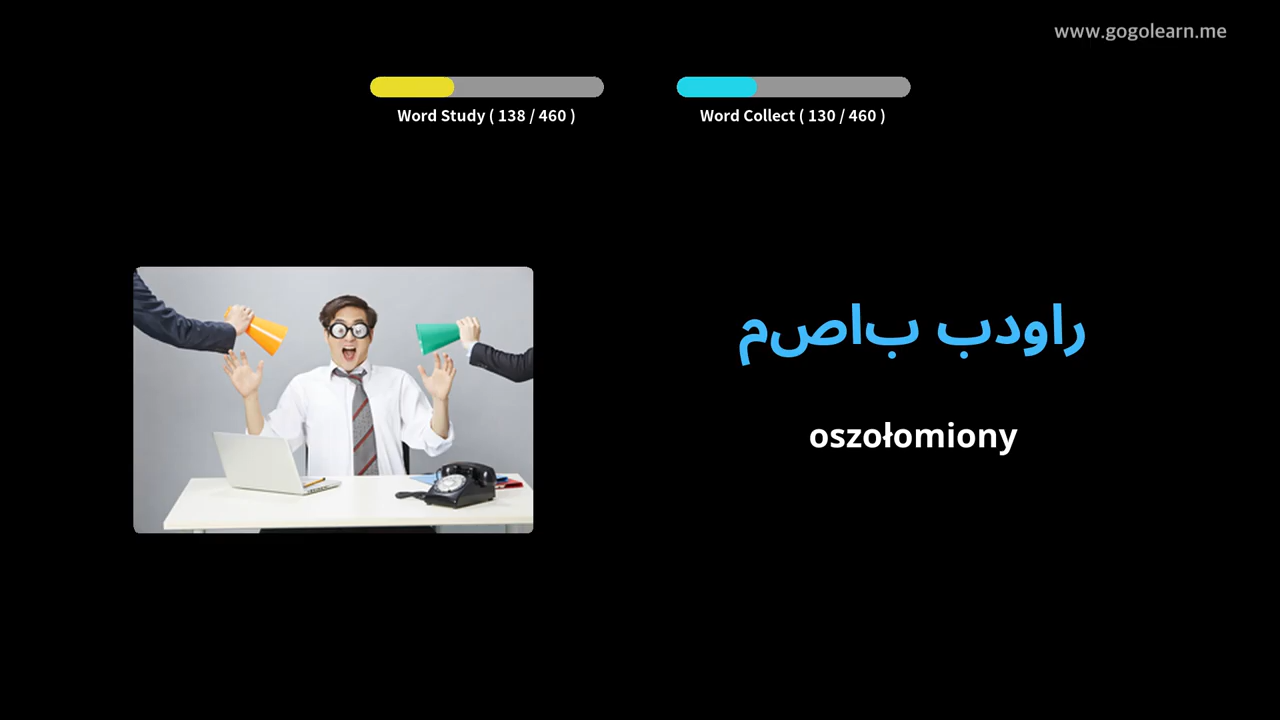 www.gogolearn.me
Word Study ( 138 / 460 )
Word Collect ( 130 / 460 )
راودب باصم
oszołomiony